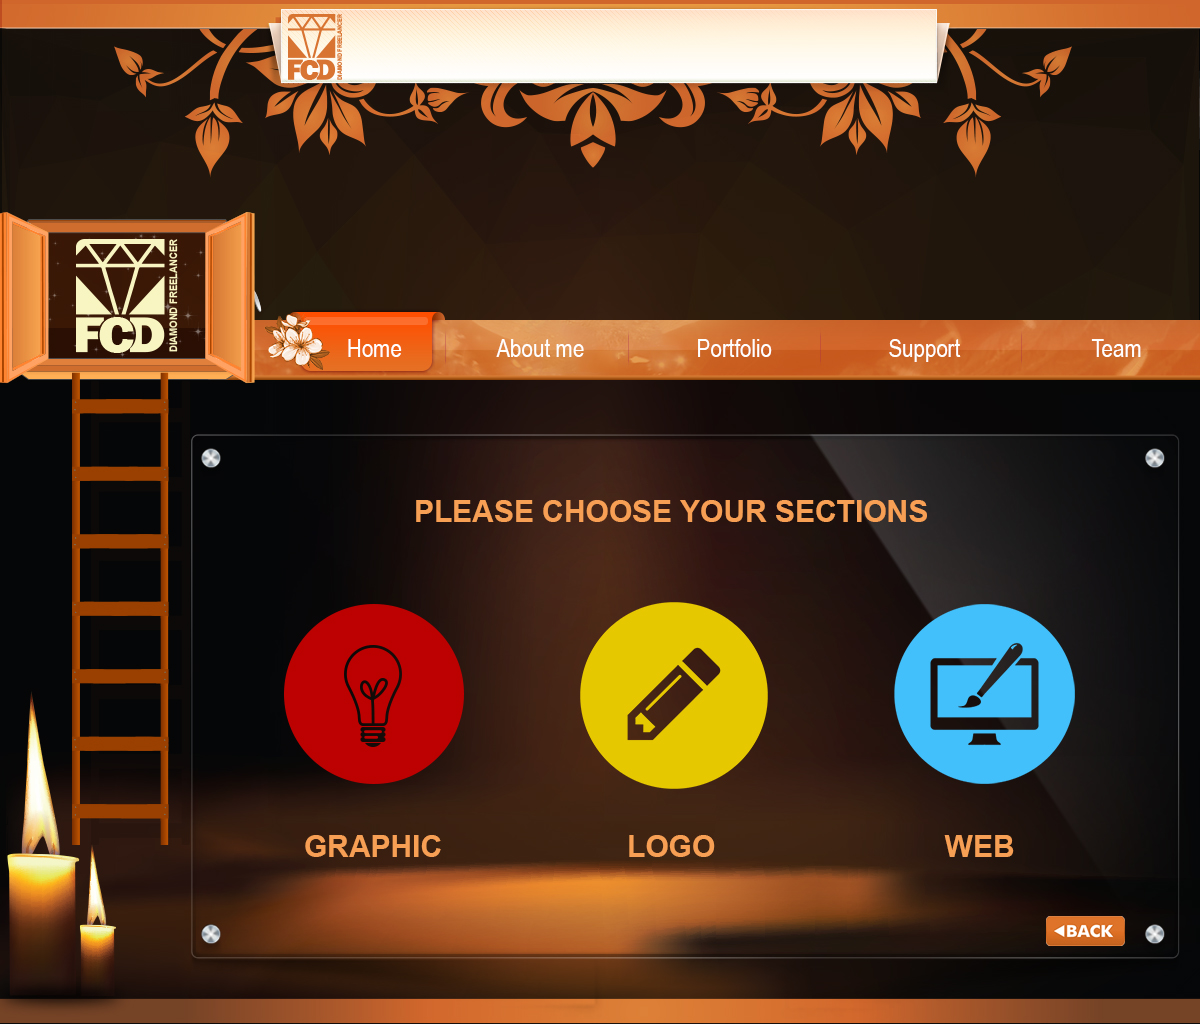 FCD
DIAMOND FREELANCER
FCD
DIAMOND FREELANCER
Home
About me
Portfolio
Support
Team
PLEASE CHOOSE YOUR SECTIONS
GRAPHIC
LOGO
WEB
BACK